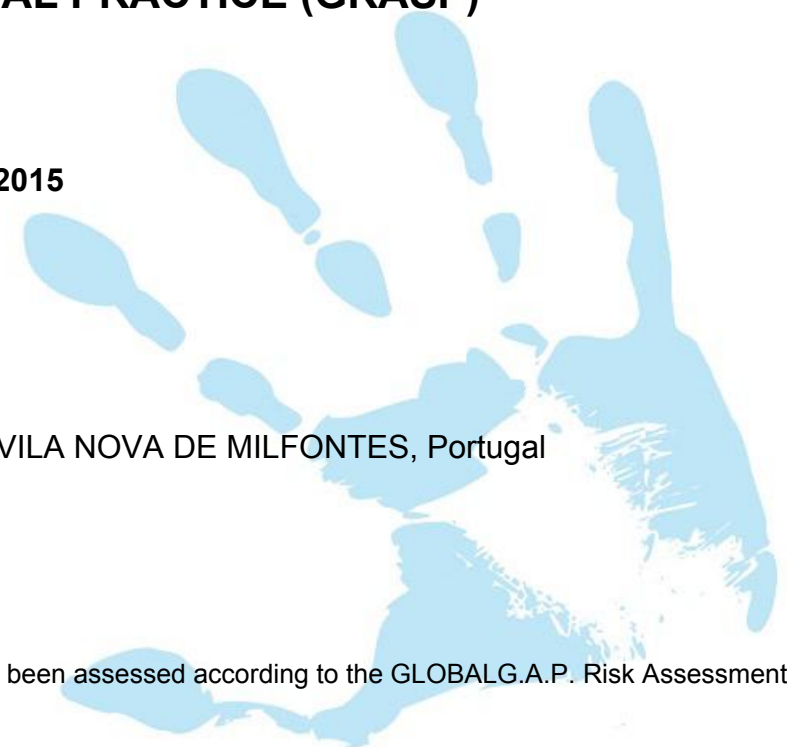 AL PRACTICE (GRASP)
2015
VILA NOVA DE MILFONTES, Portugal
been assessed according to the GLOBALG.A.P. Risk Assessment